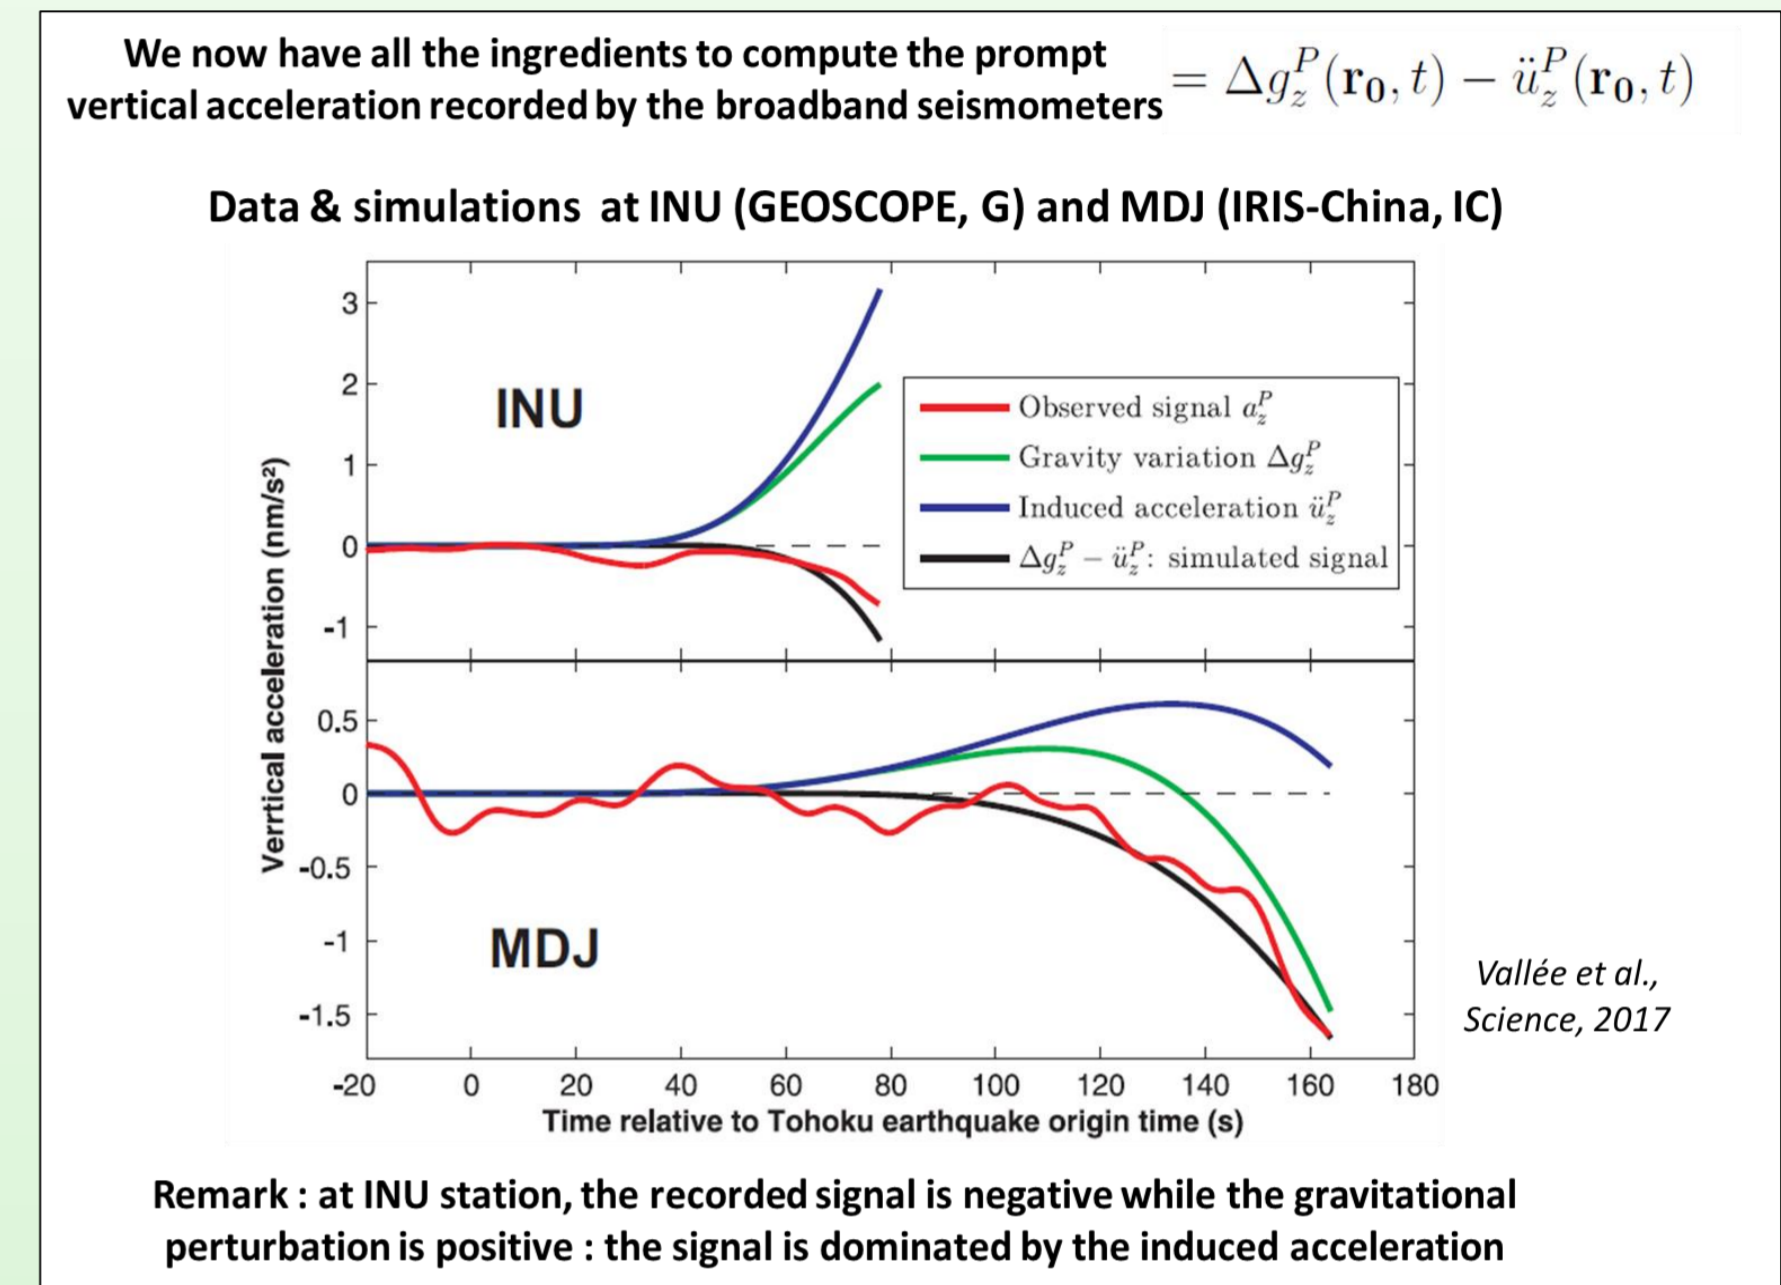 We now have all the ingredients to compute the prompt
vertical acceleration recorded by the broadband seismometers
= Δg_z^P(r₀, t) − ü_z^P(r₀, t)
Data & simulations at INU (GEOSCOPE, G) and MDJ (IRIS-China, IC)
Verrtical acceleration (nm/s²)
3
2
1
0
-1
INU
Observed signal a_z^P
Gravity variation Δg_z^P
Induced acceleration ü_z^P
Δg_z^P − ü_z^P: simulated signal
0.5
0
-0.5
-1
-1.5
MDJ
-20 0 20 40 60 80 100 120 140 160 180
Time relative to Tohoku earthquake origin time (s)
Vallée et al.,
Science, 2017
Remark : at INU station, the recorded signal is negative while the gravitational
perturbation is positive : the signal is dominated by the induced acceleration